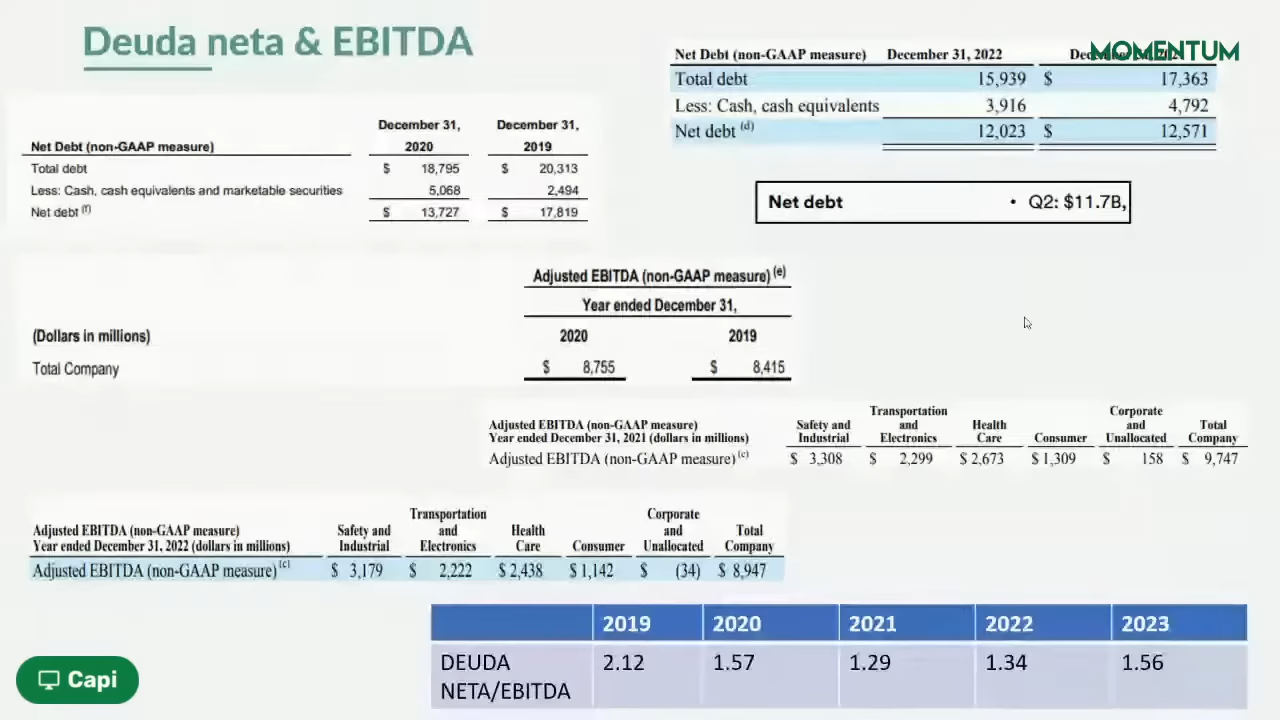 Deuda neta & EBITDA
MOMENTUM
Net Debt (non-GAAP measure) December 31, 2022
Total debt 15,939 $ 17,363
Less: Cash, cash equivalents 3,916 4,792
Net debt (d) 12,023 $ 12,571
December 31, December 31,
Net Debt (non-GAAP measure) 2020 2019
Total debt $ 18,795 $ 20,313
Less: Cash, cash equivalents and marketable securities 5,068 2,494
Net debt (f) $ 13,727 $ 17,819
Net debt • Q2: $11.7B,
Adjusted EBITDA (non-GAAP measure) (e)
Year ended December 31,
(Dollars in millions) 2020 2019
Total Company $ 8,755 $ 8,415
Transportation Corporate
Adjusted EBITDA (non-GAAP measure) Safety and and Health and Total
Year ended December 31, 2021 (dollars in millions) Industrial Electronics Care Consumer Unallocated Company
Adjusted EBITDA (non-GAAP measure) (c) $ 3,308 $ 2,299 $ 2,673 $ 1,309 $ 158 $ 9,747
Transportation Corporate
Adjusted EBITDA (non-GAAP measure) Safety and and Health and Total
Year ended December 31, 2022 (dollars in millions) Industrial Electronics Care Consumer Unallocated Company
Adjusted EBITDA (non-GAAP measure) (c) $ 3,179 $ 2,222 $ 2,438 $ 1,142 $ (34) $ 8,947
2019 2020 2021 2022 2023
DEUDA 2.12 1.57 1.29 1.34 1.56
NETA/EBITDA
Capi